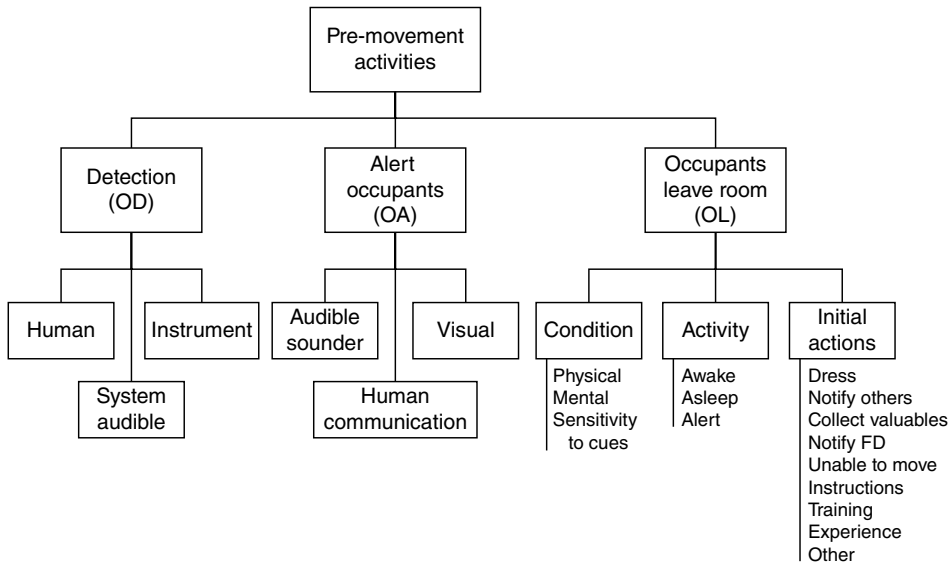 Pre-movement
activities
Detection
(OD)
Alert
occupants
(OA)
Occupants
leave room
(OL)
Human
Instrument
System
audible
Audible
sounder
Visual
Human
communication
Condition
Physical
Mental
Sensitivity
to cues
Activity
Awake
Asleep
Alert
Initial
actions
Dress
Notify others
Collect valuables
Notify FD
Unable to move
Instructions
Training
Experience
Other